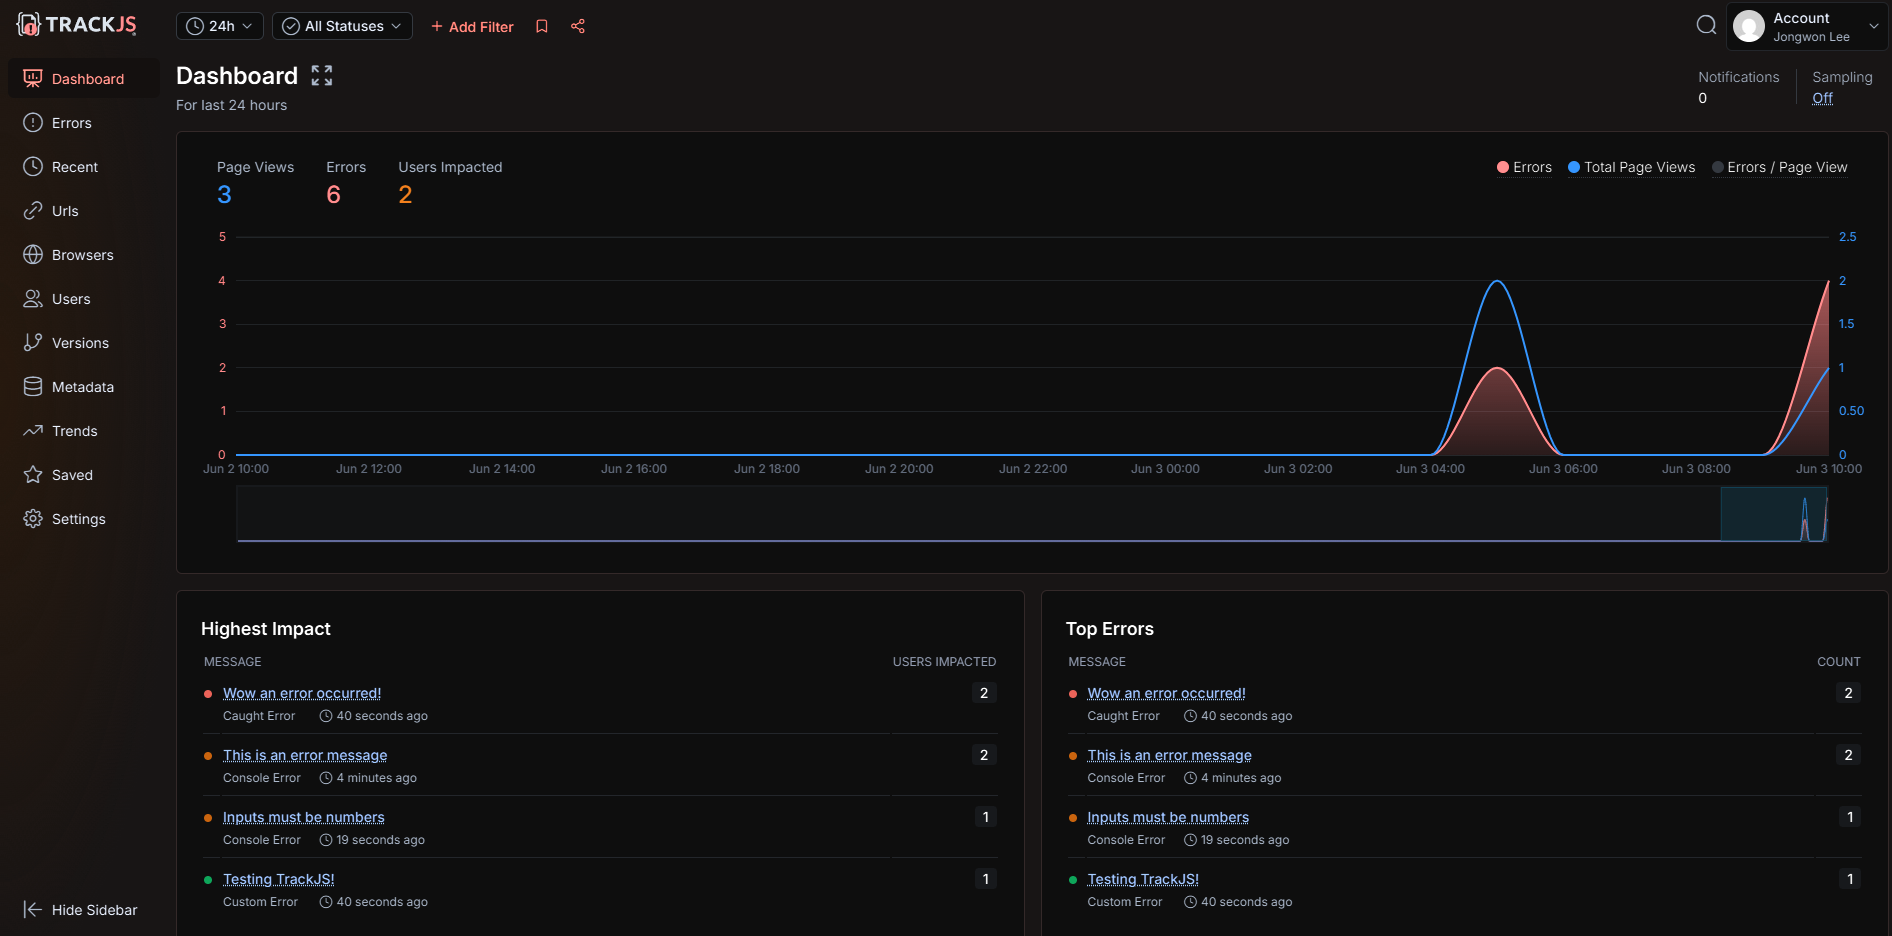 TRACKJS
24h
All Statuses
+ Add Filter
Account
Jongwon Lee
Dashboard
Errors
Recent
Urls
Browsers
Users
Versions
Metadata
Trends
Saved
Settings
Hide Sidebar
Dashboard
For last 24 hours
Notifications
0
Sampling
Off
Page Views
3
Errors
6
Users Impacted
2
Errors
Total Page Views
Errors / Page View
5
4
3
2
1
0
2.5
2
1.5
1
0.50
0
Jun 2 10:00
Jun 2 12:00
Jun 2 14:00
Jun 2 16:00
Jun 2 18:00
Jun 2 20:00
Jun 2 22:00
Jun 3 00:00
Jun 3 02:00
Jun 3 04:00
Jun 3 06:00
Jun 3 08:00
Jun 3 10:00
Highest Impact
MESSAGE USERS IMPACTED
Wow an error occurred! 2
Caught Error 40 seconds ago
This is an error message 2
Console Error 4 minutes ago
Inputs must be numbers 1
Console Error 19 seconds ago
Testing TrackJS! 1
Custom Error 40 seconds ago
Top Errors
MESSAGE COUNT
Wow an error occurred! 2
Caught Error 40 seconds ago
This is an error message 2
Console Error 4 minutes ago
Inputs must be numbers 1
Console Error 19 seconds ago
Testing TrackJS! 1
Custom Error 40 seconds ago